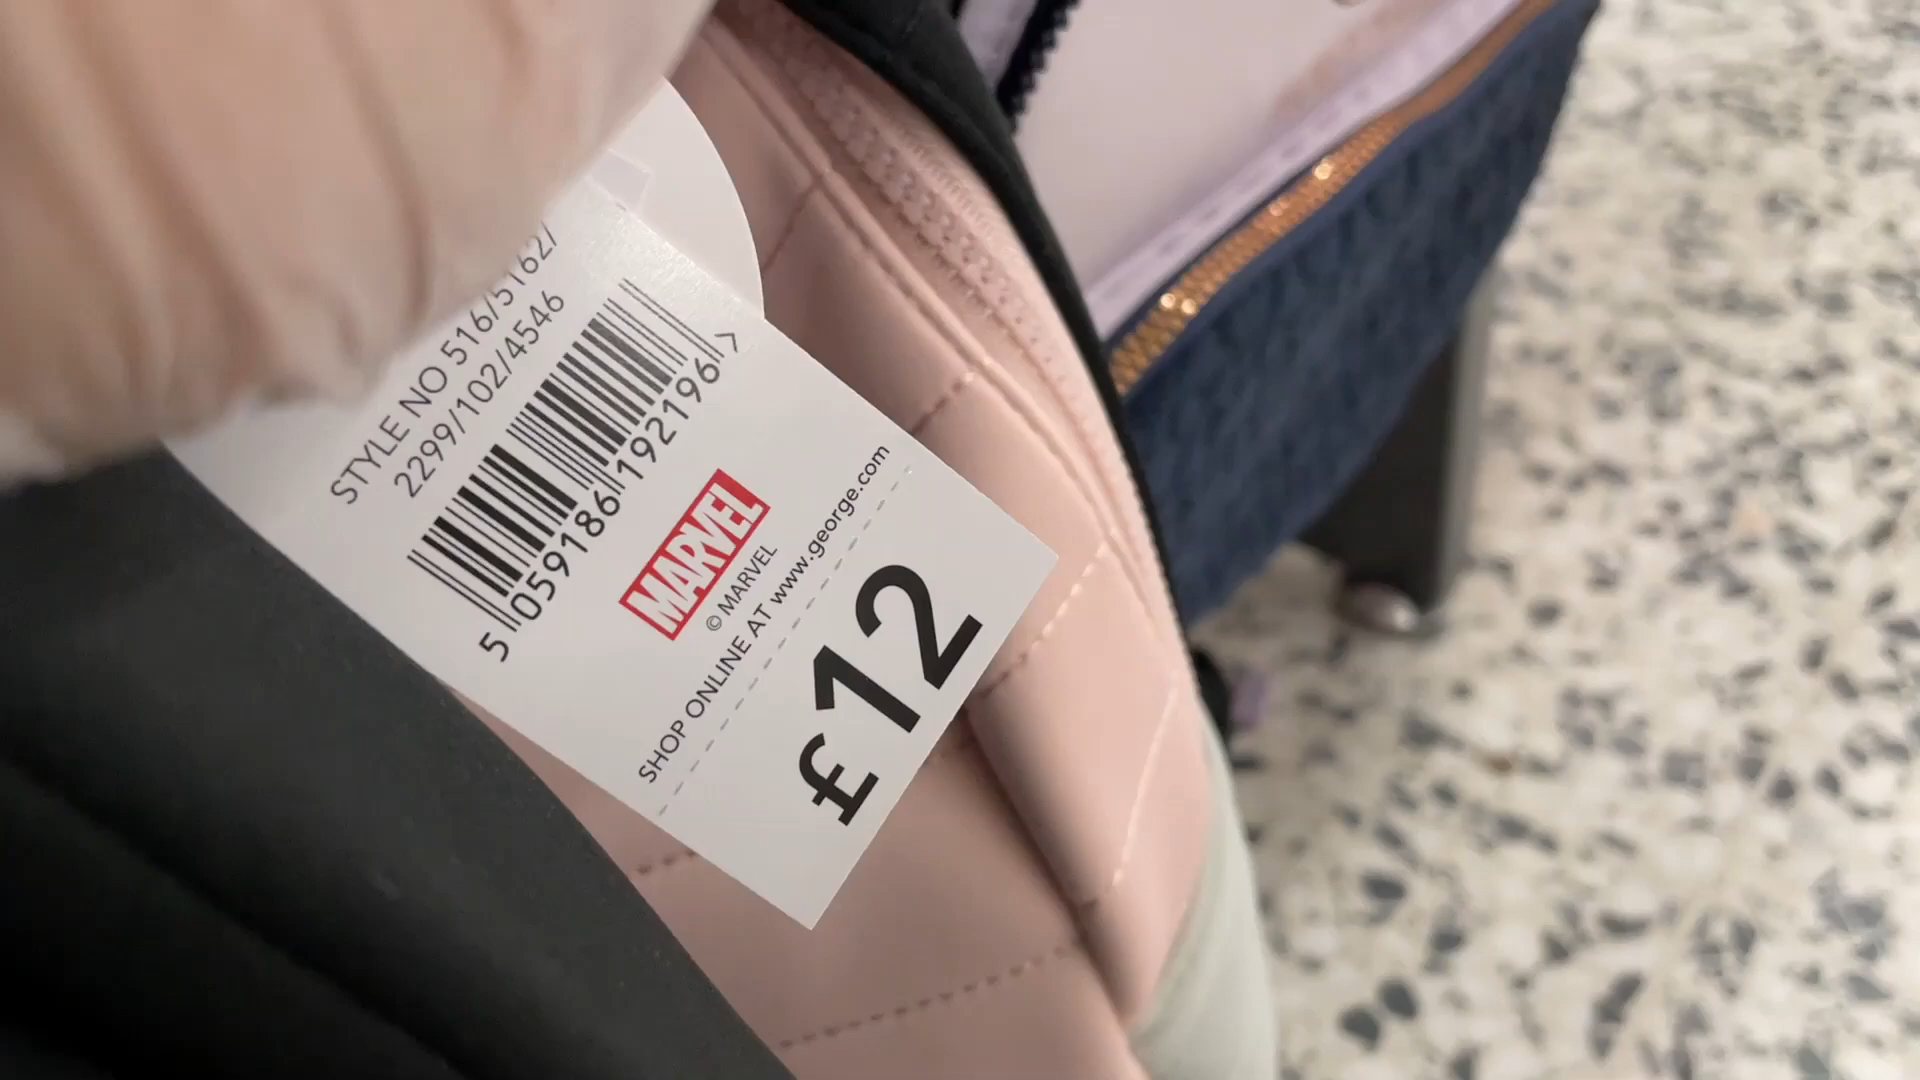 STYLE NO 516/5162/
2299/102/4546
5 059186 192196 >
MARVEL
© MARVEL
SHOP ONLINE AT www.george.com
£12